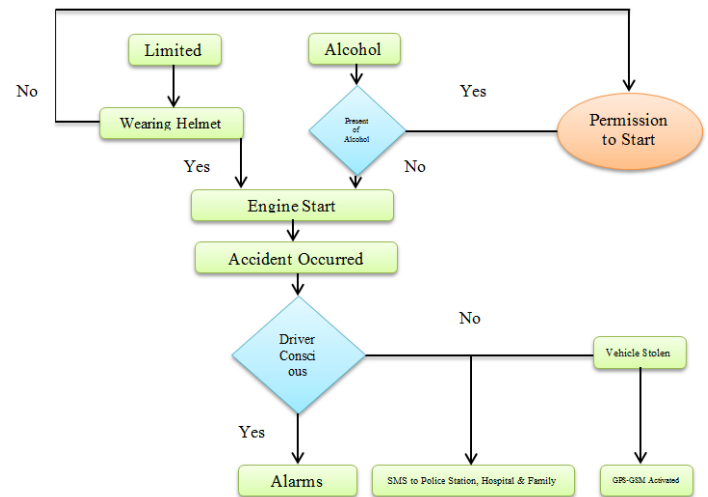 Limited
Alcohol
No
Yes
Wearing Helmet
Present
of
Alcohol
Permission
to Start
Yes
No
Engine Start
Accident Occurred
No
Driver
Consci
ous
Vehicle Stolen
Yes
Alarms
SMS to Police Station, Hospital & Family
GPS-GSM Activated